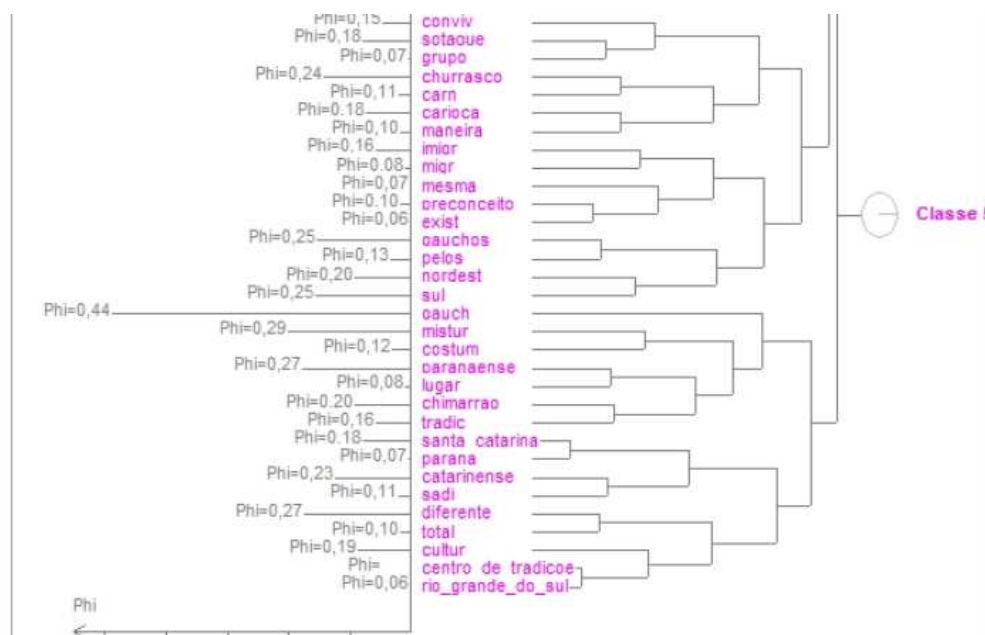 Phi=0,15 conviv
Phi=0,18 sotaque
Phi=0,07 grupo
Phi=0,24 churrasco
Phi=0,11 carn
Phi=0.18 carioca
Phi=0,10 maneira
Phi=0,16 imigr
Phi=0.08 migr
Phi=0,07 mesma
Phi=0.10 preconceito
Phi=0,06 exist
Phi=0,25 gauchos
Phi=0,13 pelos
Phi=0,20 nordest
Phi=0,25 sul
Phi=0,44 gauch
Phi=0,29 mistur
Phi=0,12 costum
Phi=0,27 paranaense
Phi=0,08 lugar
Phi=0.20 chimarrao
Phi=0,16 tradic
Phi=0.18 santa catarina
Phi=0,07 parana
Phi=0,23 catarinense
Phi=0,11 sadi
Phi=0,27 diferente
Phi=0,10 total
Phi=0,19 cultur
Phi= centro de tradicoe
Phi=0,06 rio_grande_do_sul
Classe
Phi